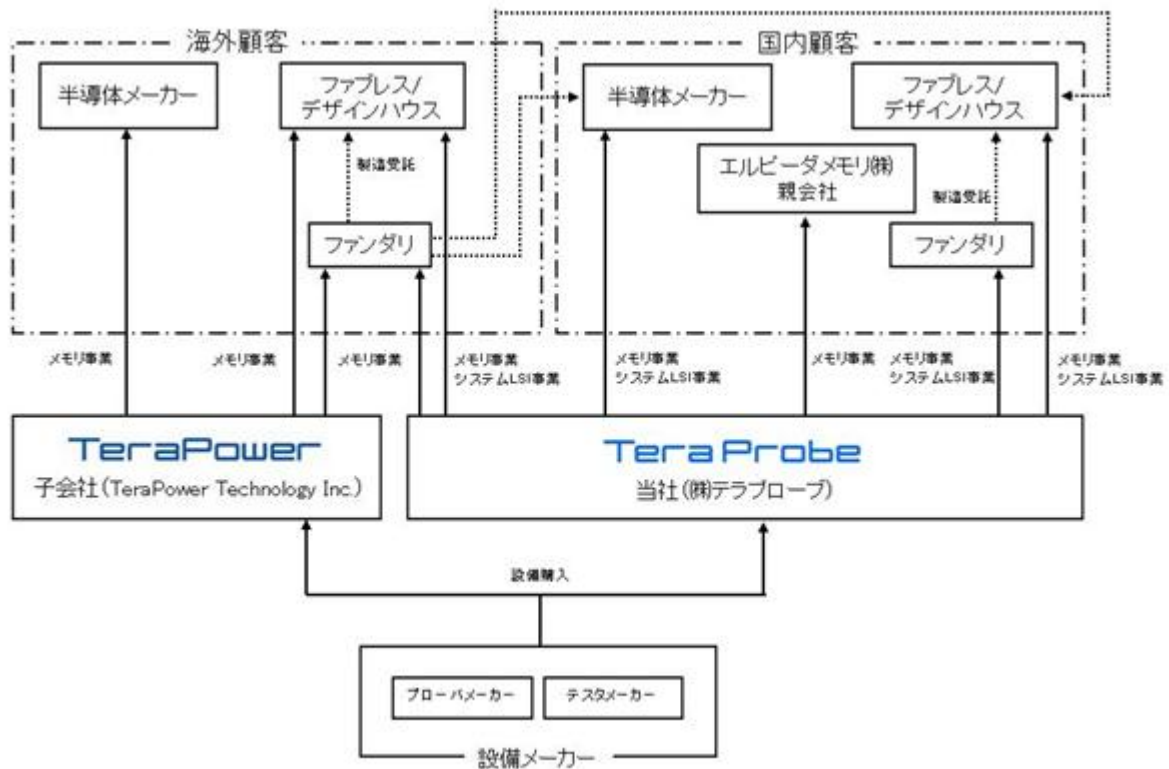 海外顧客
国内顧客
半導体メーカー
ファブレス/
デザインハウス
半導体メーカー
ファブレス/
デザインハウス
製造受託
エルピーダメモリ㈱
親会社
製造受託
ファンダリ
ファンダリ
メモリ事業
メモリ事業
メモリ事業
メモリ事業
システムLSI事業
メモリ事業
システムLSI事業
メモリ事業
メモリ事業
システムLSI事業
メモリ事業
システムLSI事業
TeraPower
子会社(TeraPower Technology Inc.)
Tera Probe
当社(㈱テラプローブ)
設備購入
プローバメーカー
テスタメーカー
設備メーカー